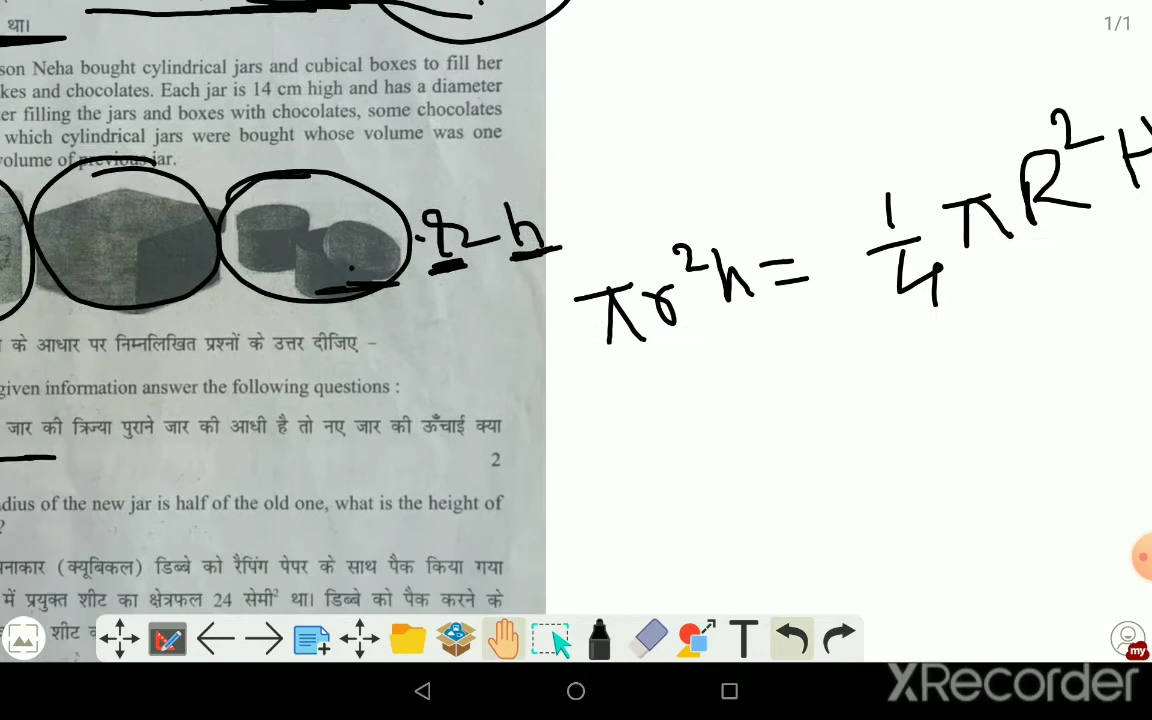 था।
1/1
son Neha bought cylindrical jars and cubical boxes to fill her
kes and chocolates. Each jar is 14 cm high and has a diameter
er filling the jars and boxes with chocolates, some chocolates
which cylindrical jars were bought whose volume was one
volume of previous jar.
r h
πr²h = 1/4 πR²H
के आधार पर निम्नलिखित प्रश्नों के उत्तर दीजिए -
given information answer the following questions :
जार की त्रिज्या पुराने जार की आधी है तो नए जार की ऊँचाई क्या
2
dius of the new jar is half of the old one, what is the height of
?
नाकार (क्यूबिकल) डिब्बे को रैपिंग पेपर के साथ पैक किया गया
में प्रयुक्त शीट का क्षेत्रफल 24 सेमी² था। डिब्बे को पैक करने के
शीट
T
my
XRecorder